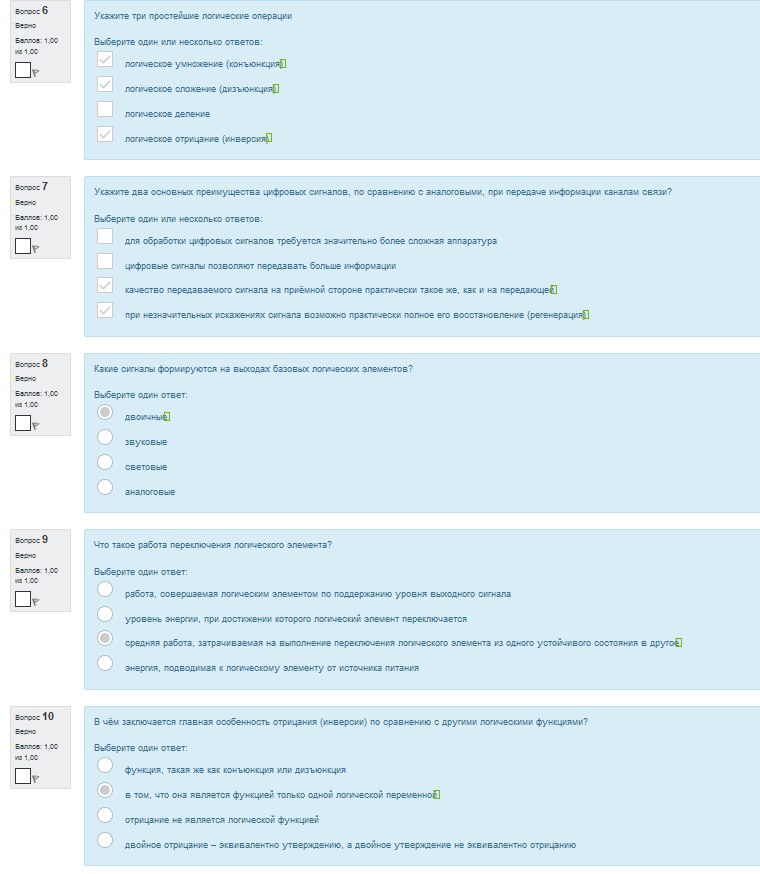 Вопрос 6
Верно
Баллов: 1,00
из 1,00
Укажите три простейшие логические операции
Выберите один или несколько ответов:
логическое умножение (конъюнкция)
логическое сложение (дизъюнкция)
логическое деление
логическое отрицание (инверсия)
Вопрос 7
Верно
Баллов: 1,00
из 1,00
Укажите два основных преимущества цифровых сигналов, по сравнению с аналоговыми, при передаче информации каналам связи?
Выберите один или несколько ответов:
для обработки цифровых сигналов требуется значительно более сложная аппаратура
цифровые сигналы позволяют передавать больше информации
качество передаваемого сигнала на приёмной стороне практически такое же, как и на передающей
при незначительных искажениях сигнала возможно практически полное его восстановление (регенерация)
Вопрос 8
Верно
Баллов: 1,00
из 1,00
Какие сигналы формируются на выходах базовых логических элементов?
Выберите один ответ:
двоичные
звуковые
световые
аналоговые
Вопрос 9
Верно
Баллов: 1,00
из 1,00
Что такое работа переключения логического элемента?
Выберите один ответ:
работа, совершаемая логическим элементом по поддержанию уровня выходного сигнала
уровень энергии, при достижении которого логический элемент переключается
средняя работа, затрачиваемая на выполнение переключения логического элемента из одного устойчивого состояния в другое
энергия, подводимая к логическому элементу от источника питания
Вопрос 10
Верно
Баллов: 1,00
из 1,00
В чём заключается главная особенность отрицания (инверсии) по сравнению с другими логическими функциями?
Выберите один ответ:
функция, такая же как конъюнкция или дизъюнкция
в том, что она является функцией только одной логической переменной
отрицание не является логической функцией
двойное отрицание – эквивалентно утверждению, а двойное утверждение не эквивалентно отрицанию